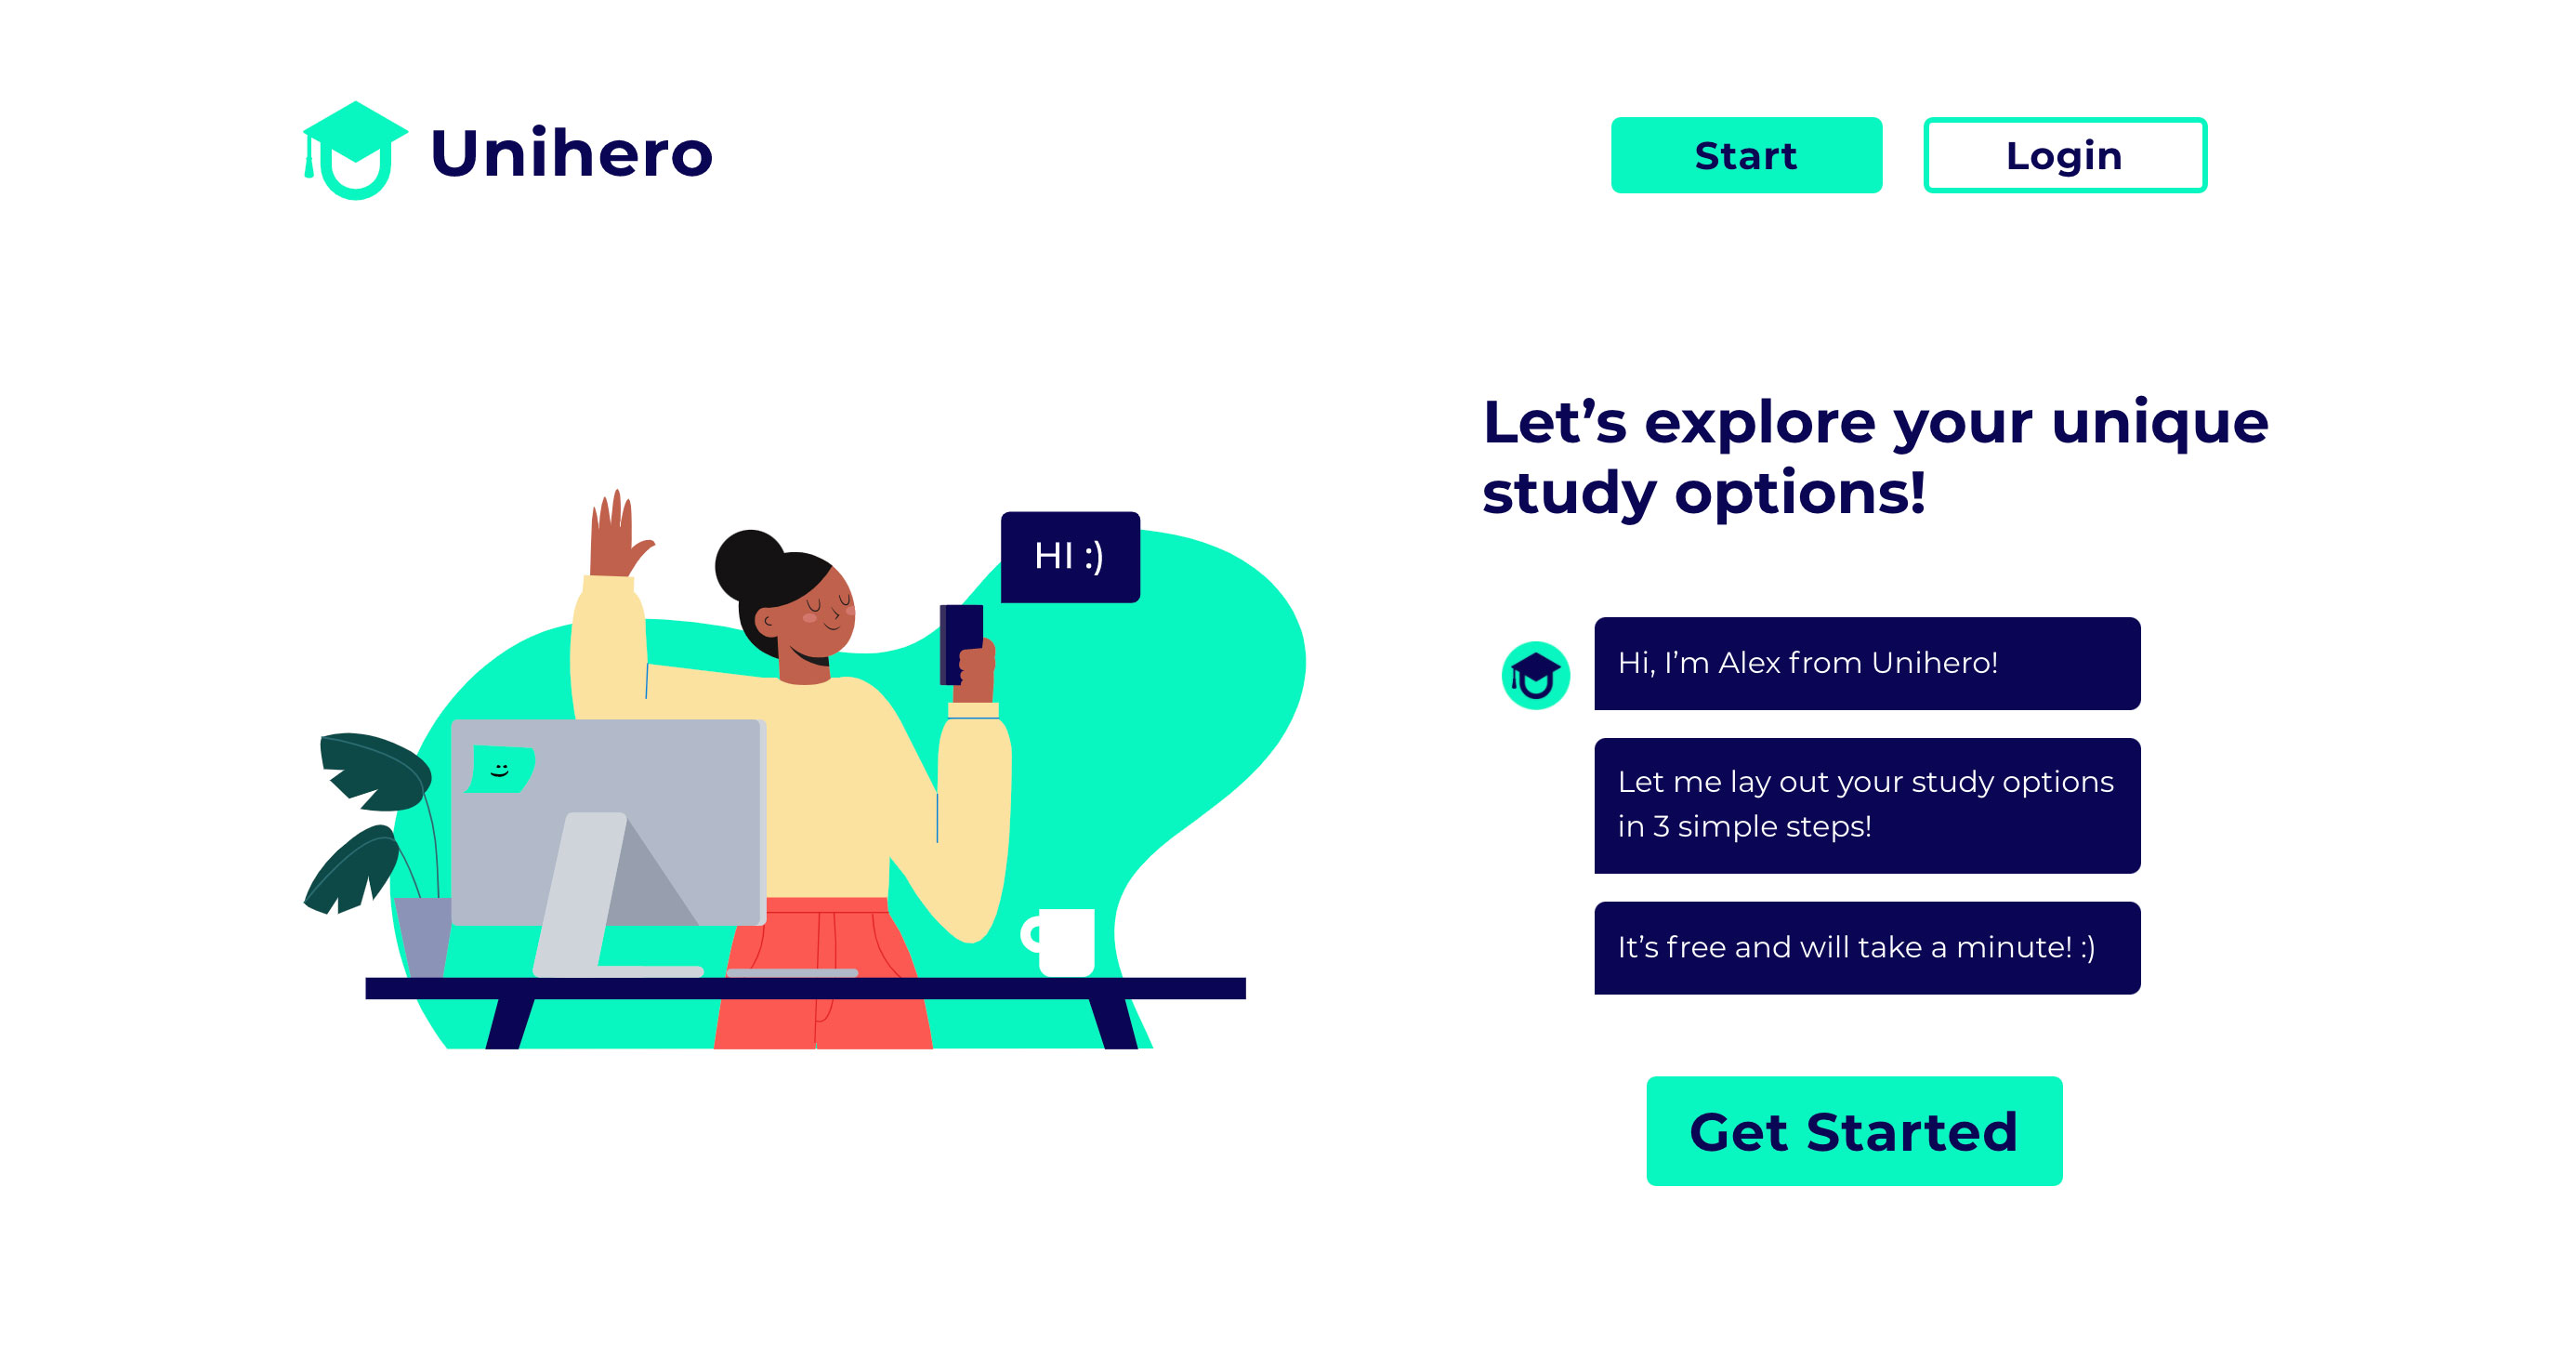 Unihero
Start
Login
Let’s explore your unique
study options!
HI :)
Hi, I’m Alex from Unihero!
Let me lay out your study options
in 3 simple steps!
It’s free and will take a minute! :)
Get Started